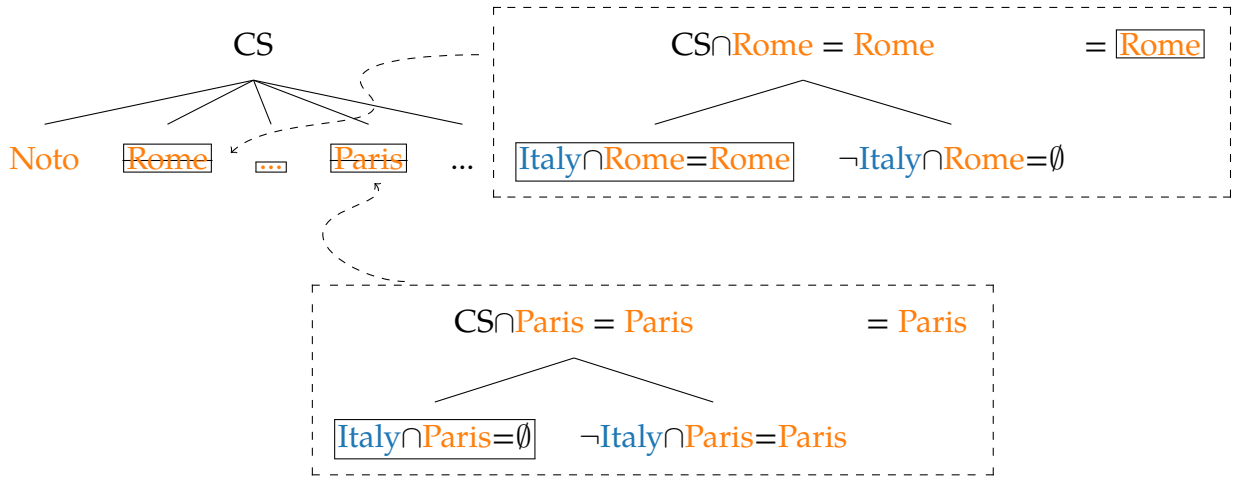 CS
CS∩Rome = Rome = Rome
Noto Rome ... Paris ...
Italy∩Rome=Rome ¬Italy∩Rome=∅
CS∩Paris = Paris = Paris
Italy∩Paris=∅ ¬Italy∩Paris=Paris